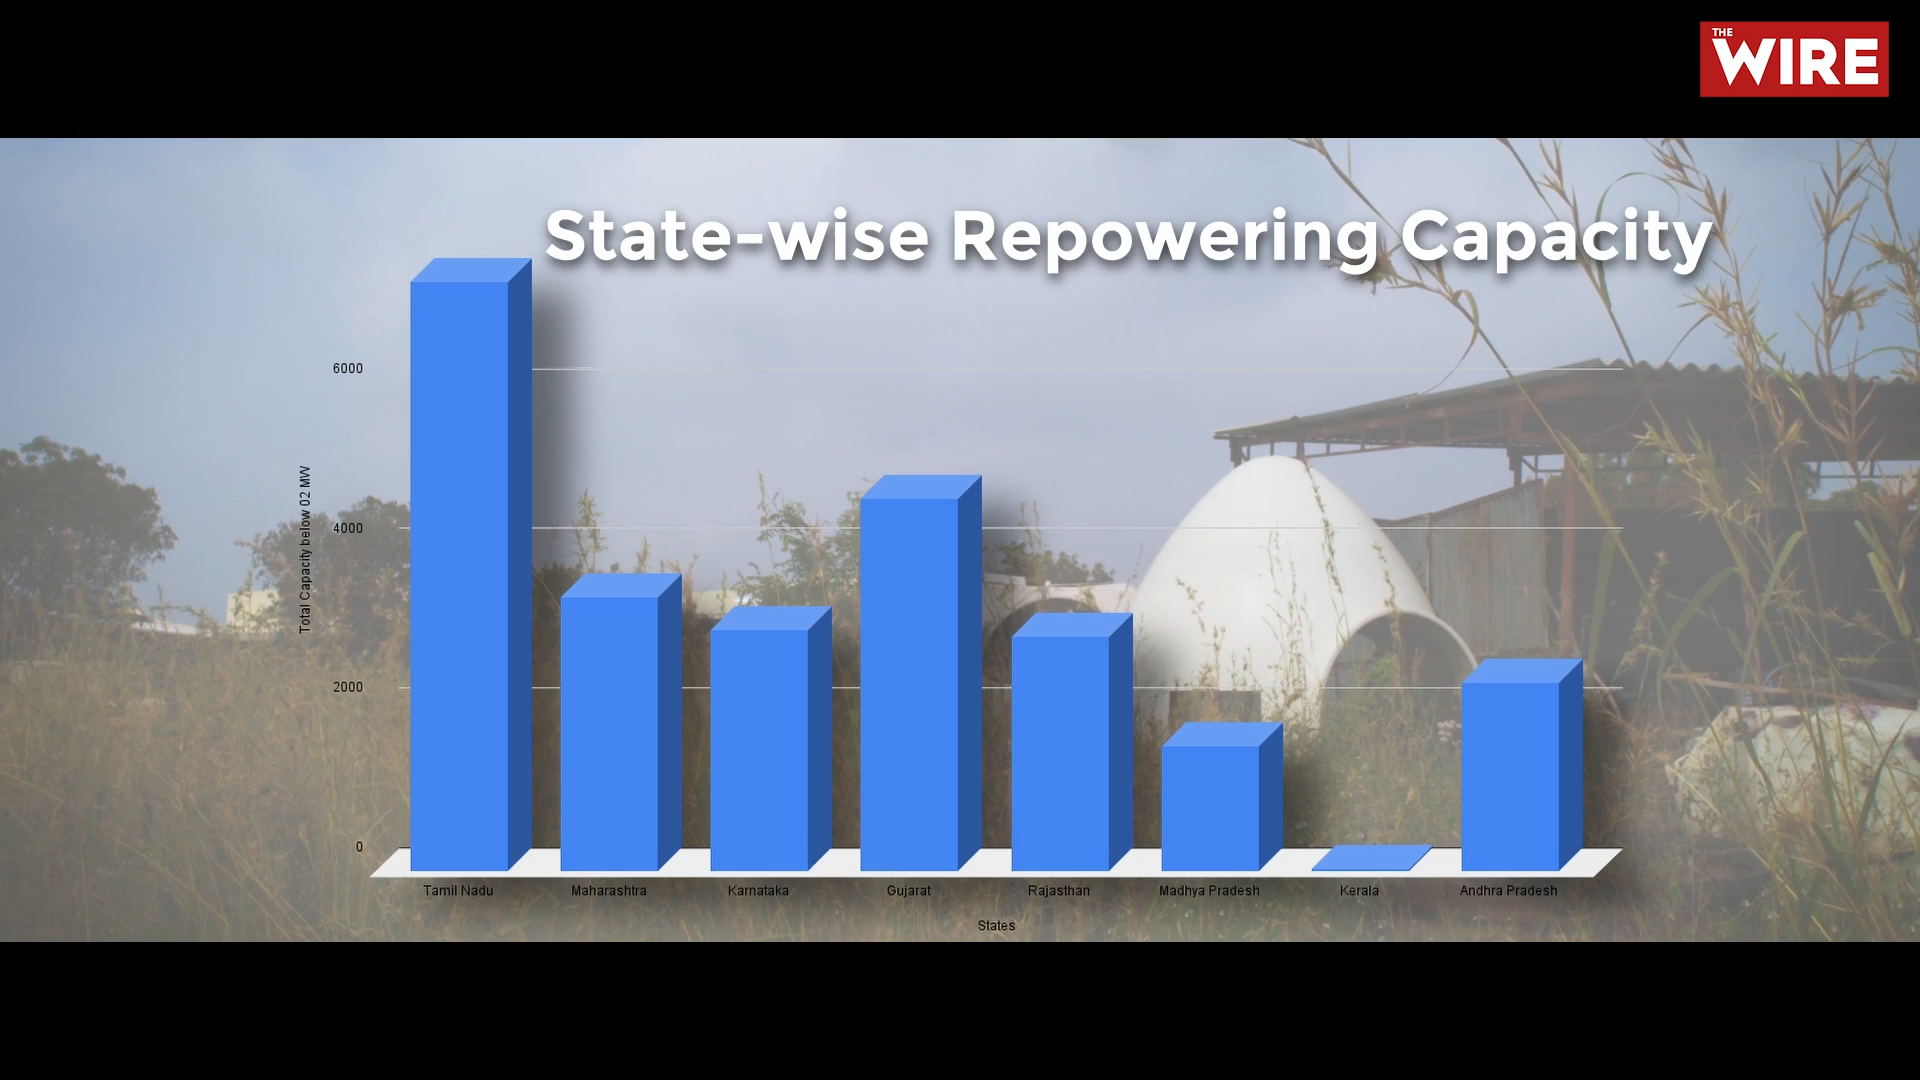 THE
WIRE
State-wise Repowering Capacity
Total Capacity below 02 MW
6000
4000
2000
0
Tamil Nadu
Maharashtra
Karnataka
Gujarat
Rajasthan
Madhya Pradesh
Kerala
Andhra Pradesh
States